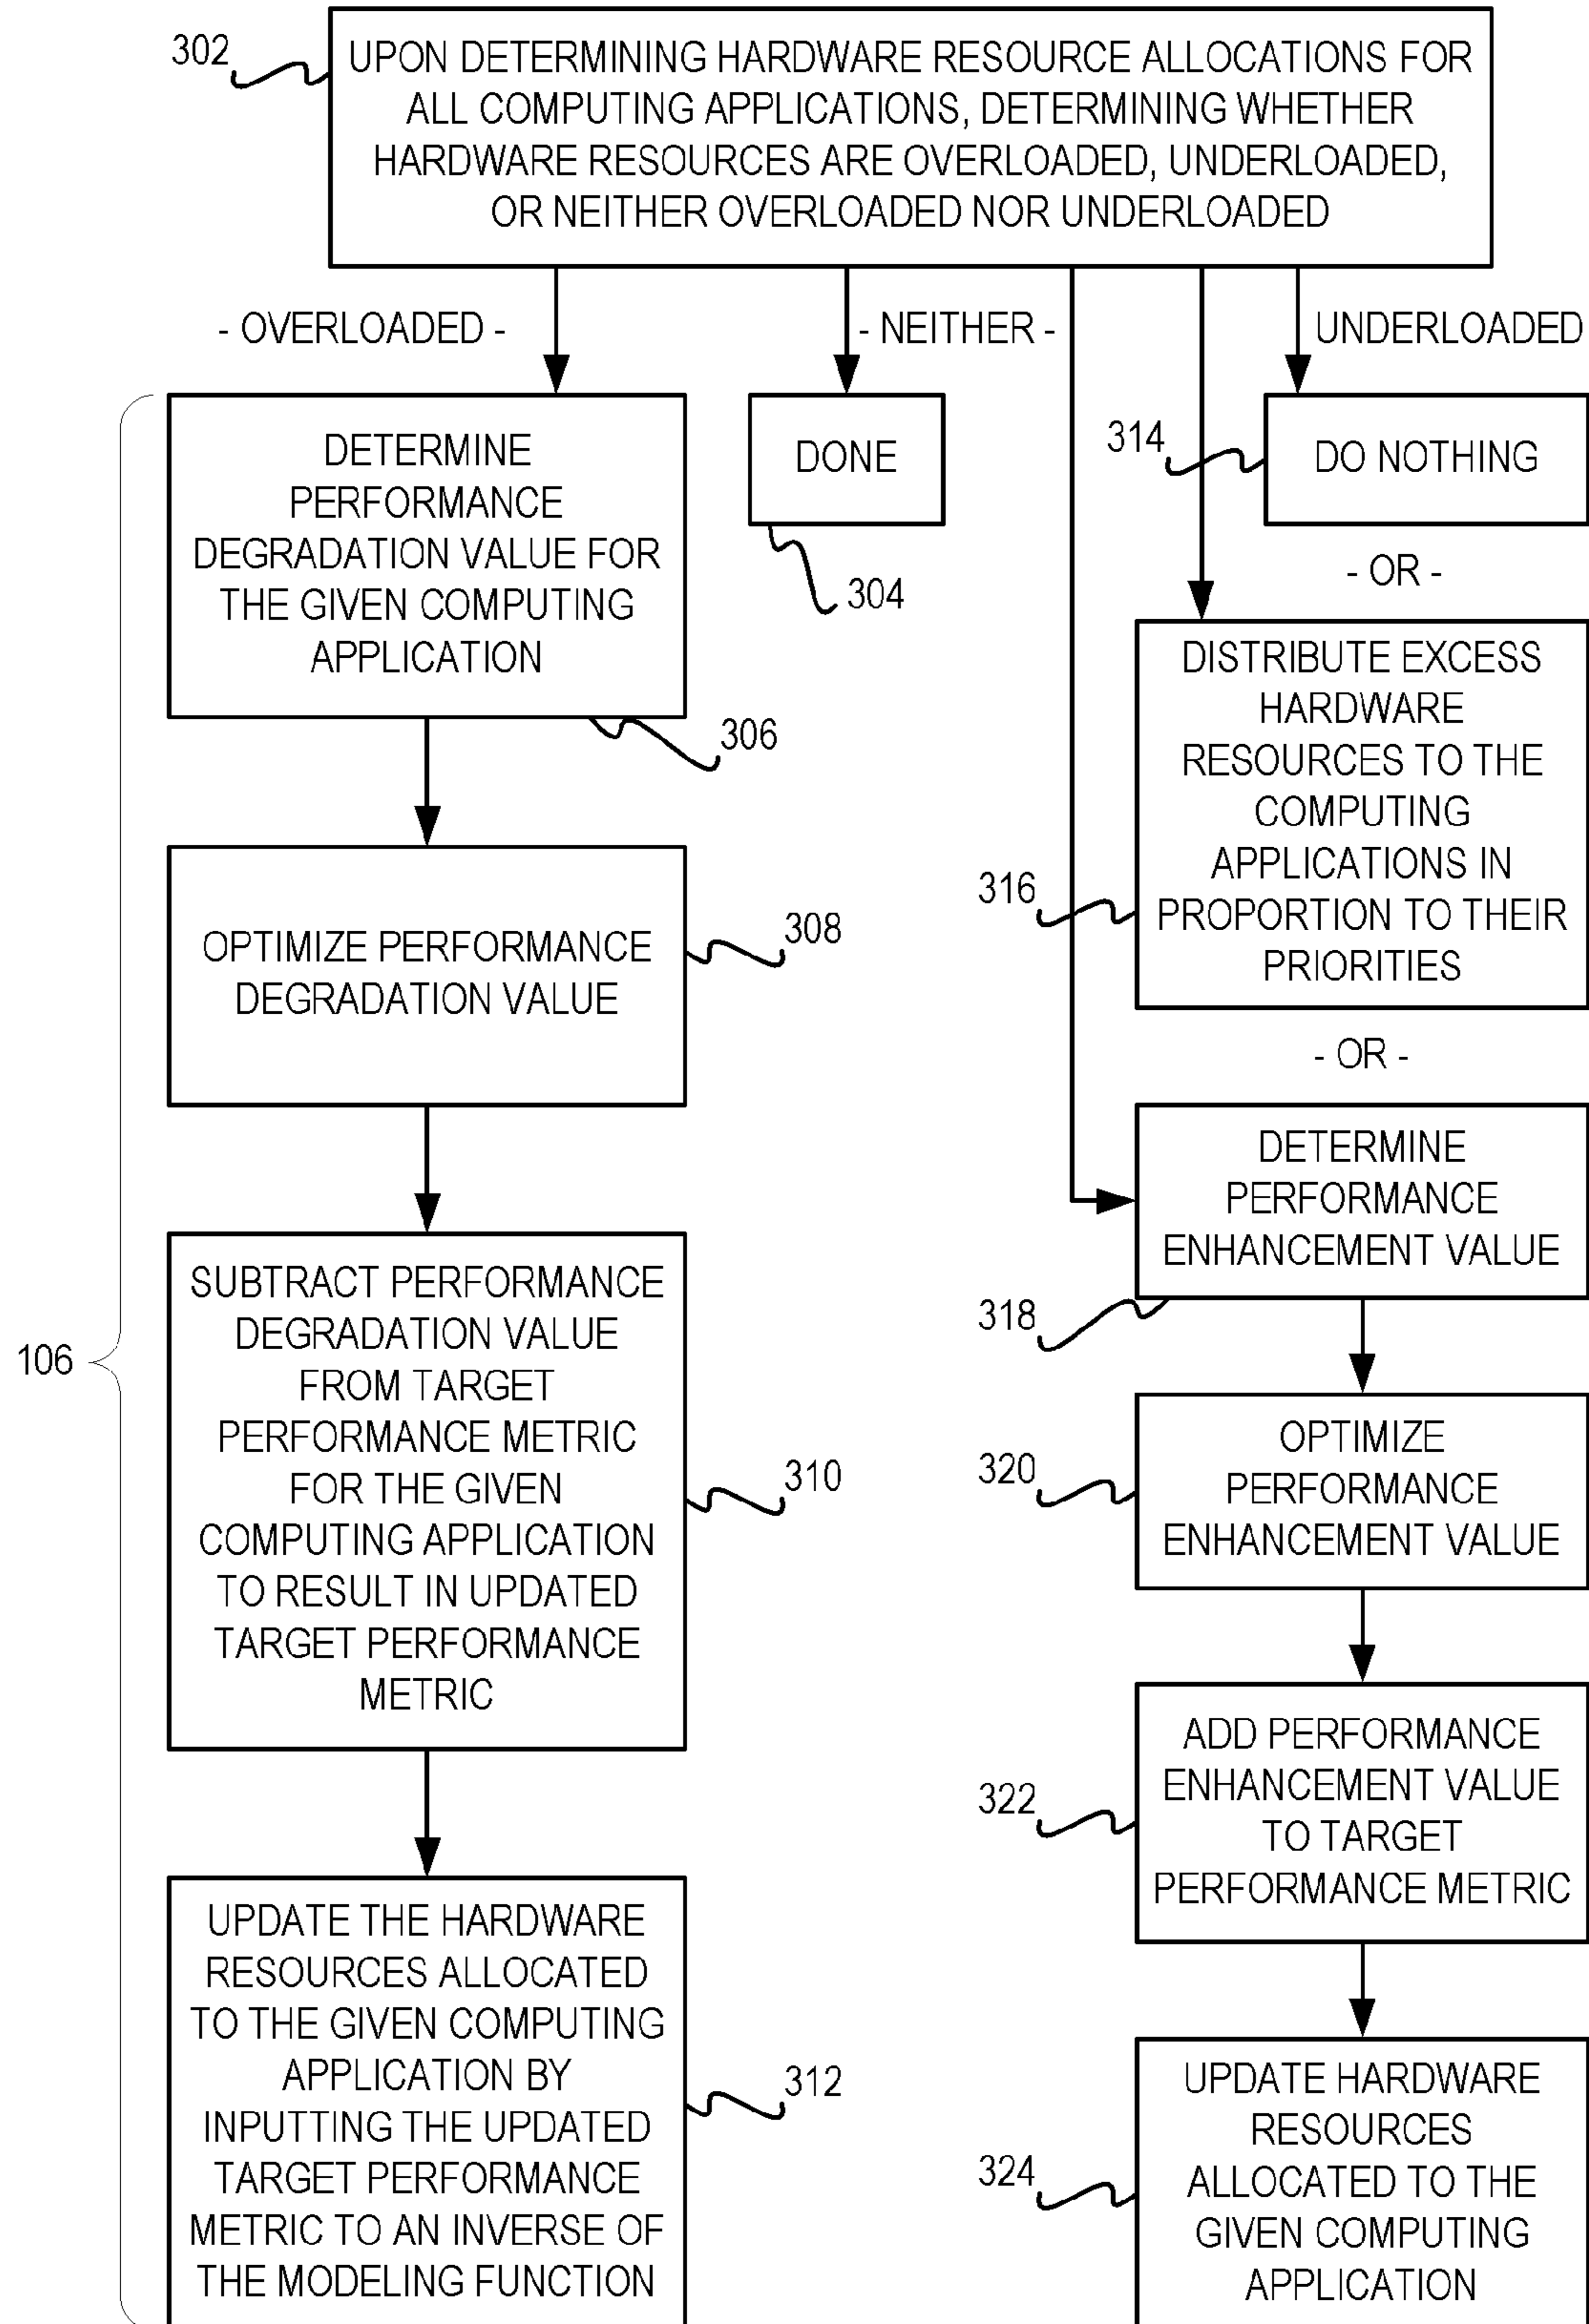 302
UPON DETERMINING HARDWARE RESOURCE ALLOCATIONS FOR
ALL COMPUTING APPLICATIONS, DETERMINING WHETHER
HARDWARE RESOURCES ARE OVERLOADED, UNDERLOADED,
OR NEITHER OVERLOADED NOR UNDERLOADED
- OVERLOADED -
- NEITHER -
UNDERLOADED
106
DETERMINE
PERFORMANCE
DEGRADATION VALUE FOR
THE GIVEN COMPUTING
APPLICATION
306
OPTIMIZE PERFORMANCE
DEGRADATION VALUE
308
SUBTRACT PERFORMANCE
DEGRADATION VALUE
FROM TARGET
PERFORMANCE METRIC
FOR THE GIVEN
COMPUTING APPLICATION
TO RESULT IN UPDATED
TARGET PERFORMANCE
METRIC
310
UPDATE THE HARDWARE
RESOURCES ALLOCATED
TO THE GIVEN COMPUTING
APPLICATION BY
INPUTTING THE UPDATED
TARGET PERFORMANCE
METRIC TO AN INVERSE OF
THE MODELING FUNCTION
312
DONE
304
314
DO NOTHING
- OR -
DISTRIBUTE EXCESS
HARDWARE
RESOURCES TO THE
COMPUTING
APPLICATIONS IN
PROPORTION TO THEIR
PRIORITIES
316
- OR -
DETERMINE
PERFORMANCE
ENHANCEMENT VALUE
318
OPTIMIZE
PERFORMANCE
ENHANCEMENT VALUE
320
ADD PERFORMANCE
ENHANCEMENT VALUE
TO TARGET
PERFORMANCE METRIC
322
UPDATE HARDWARE
RESOURCES
ALLOCATED TO THE
GIVEN COMPUTING
APPLICATION
324